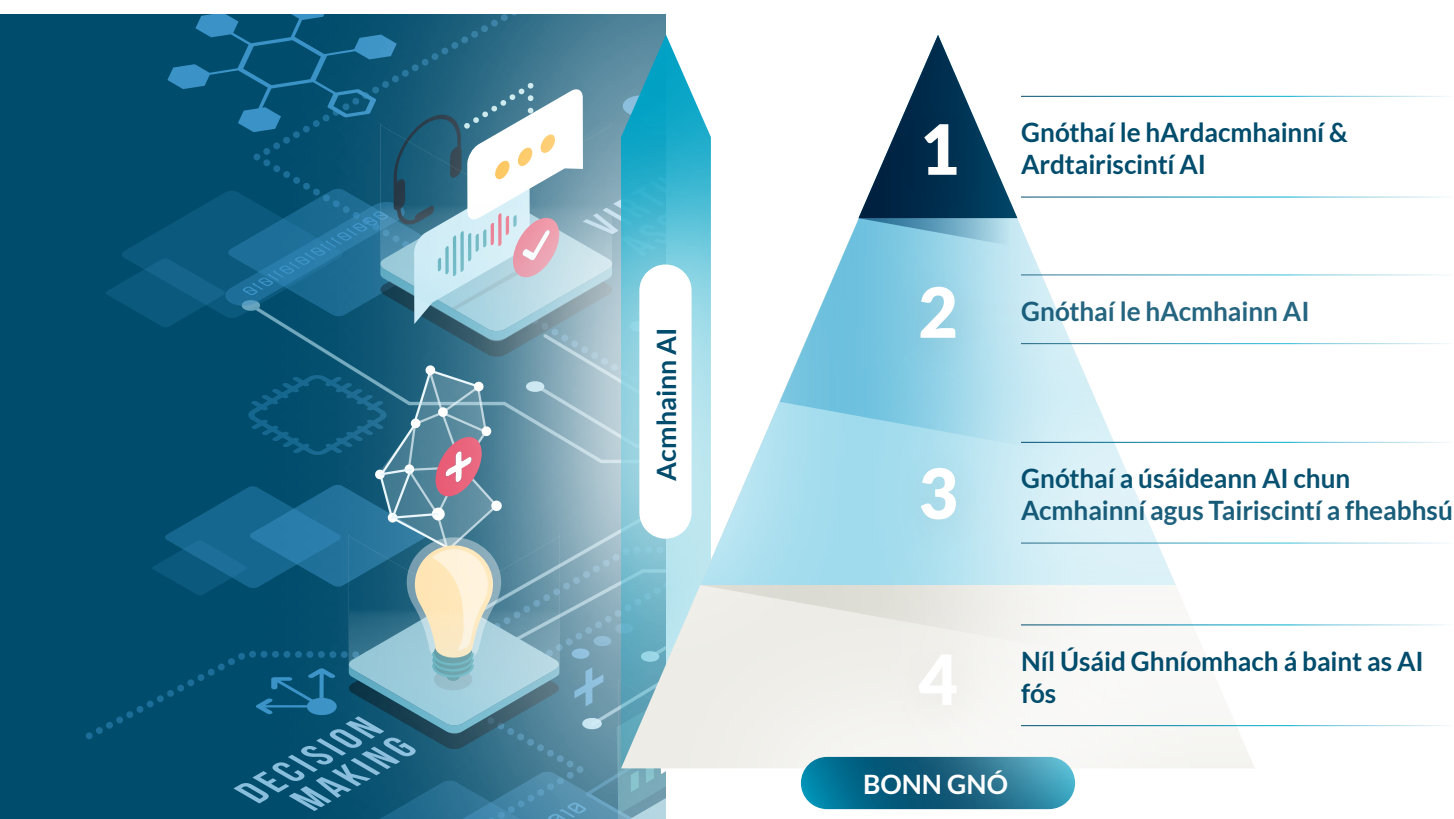 VIRTUAL
DECISION
MAKING
Acmhainn AI
1
Gnóthaí le hArdacmhainní &
Ardtairiscintí AI
2
Gnóthaí le hAcmhainn AI
3
Gnóthaí a úsáideann AI chun
Acmhainní agus Tairiscintí a fheabhsú
4
Níl Úsáid Ghníomhach á baint as AI
fós
BONN GNÓ